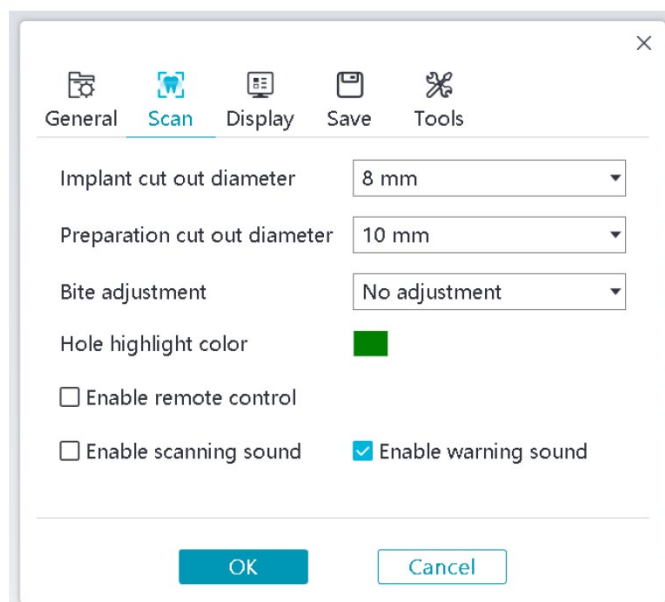 General Scan Display Save Tools
Implant cut out diameter 8 mm
Preparation cut out diameter 10 mm
Bite adjustment No adjustment
Hole highlight color
Enable remote control
Enable scanning sound Enable warning sound
OK Cancel